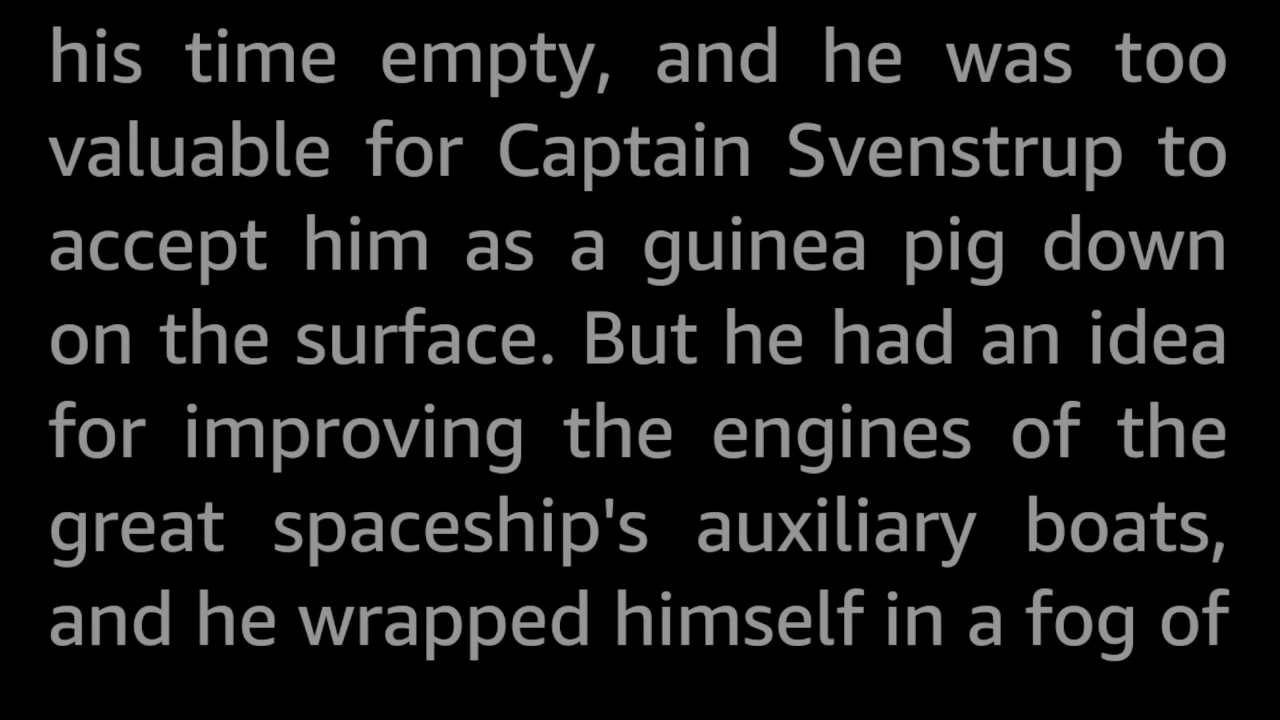 his time empty, and he was too
valuable for Captain Svenstrup to
accept him as a guinea pig down
on the surface. But he had an idea
for improving the engines of the
great spaceship's auxiliary boats,
and he wrapped himself in a fog of